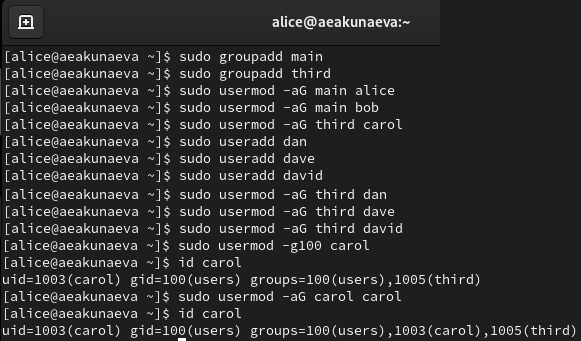 alice@aeakunaeva:~
[alice@aeakunaeva ~]$ sudo groupadd main
[alice@aeakunaeva ~]$ sudo groupadd third
[alice@aeakunaeva ~]$ sudo usermod -aG main alice
[alice@aeakunaeva ~]$ sudo usermod -aG main bob
[alice@aeakunaeva ~]$ sudo usermod -aG third carol
[alice@aeakunaeva ~]$ sudo useradd dan
[alice@aeakunaeva ~]$ sudo useradd dave
[alice@aeakunaeva ~]$ sudo useradd david
[alice@aeakunaeva ~]$ sudo usermod -aG third dan
[alice@aeakunaeva ~]$ sudo usermod -aG third dave
[alice@aeakunaeva ~]$ sudo usermod -aG third david
[alice@aeakunaeva ~]$ sudo usermod -g100 carol
[alice@aeakunaeva ~]$ id carol
uid=1003(carol) gid=100(users) groups=100(users),1005(third)
[alice@aeakunaeva ~]$ sudo usermod -aG carol carol
[alice@aeakunaeva ~]$ id carol
uid=1003(carol) gid=100(users) groups=100(users),1003(carol),1005(third)